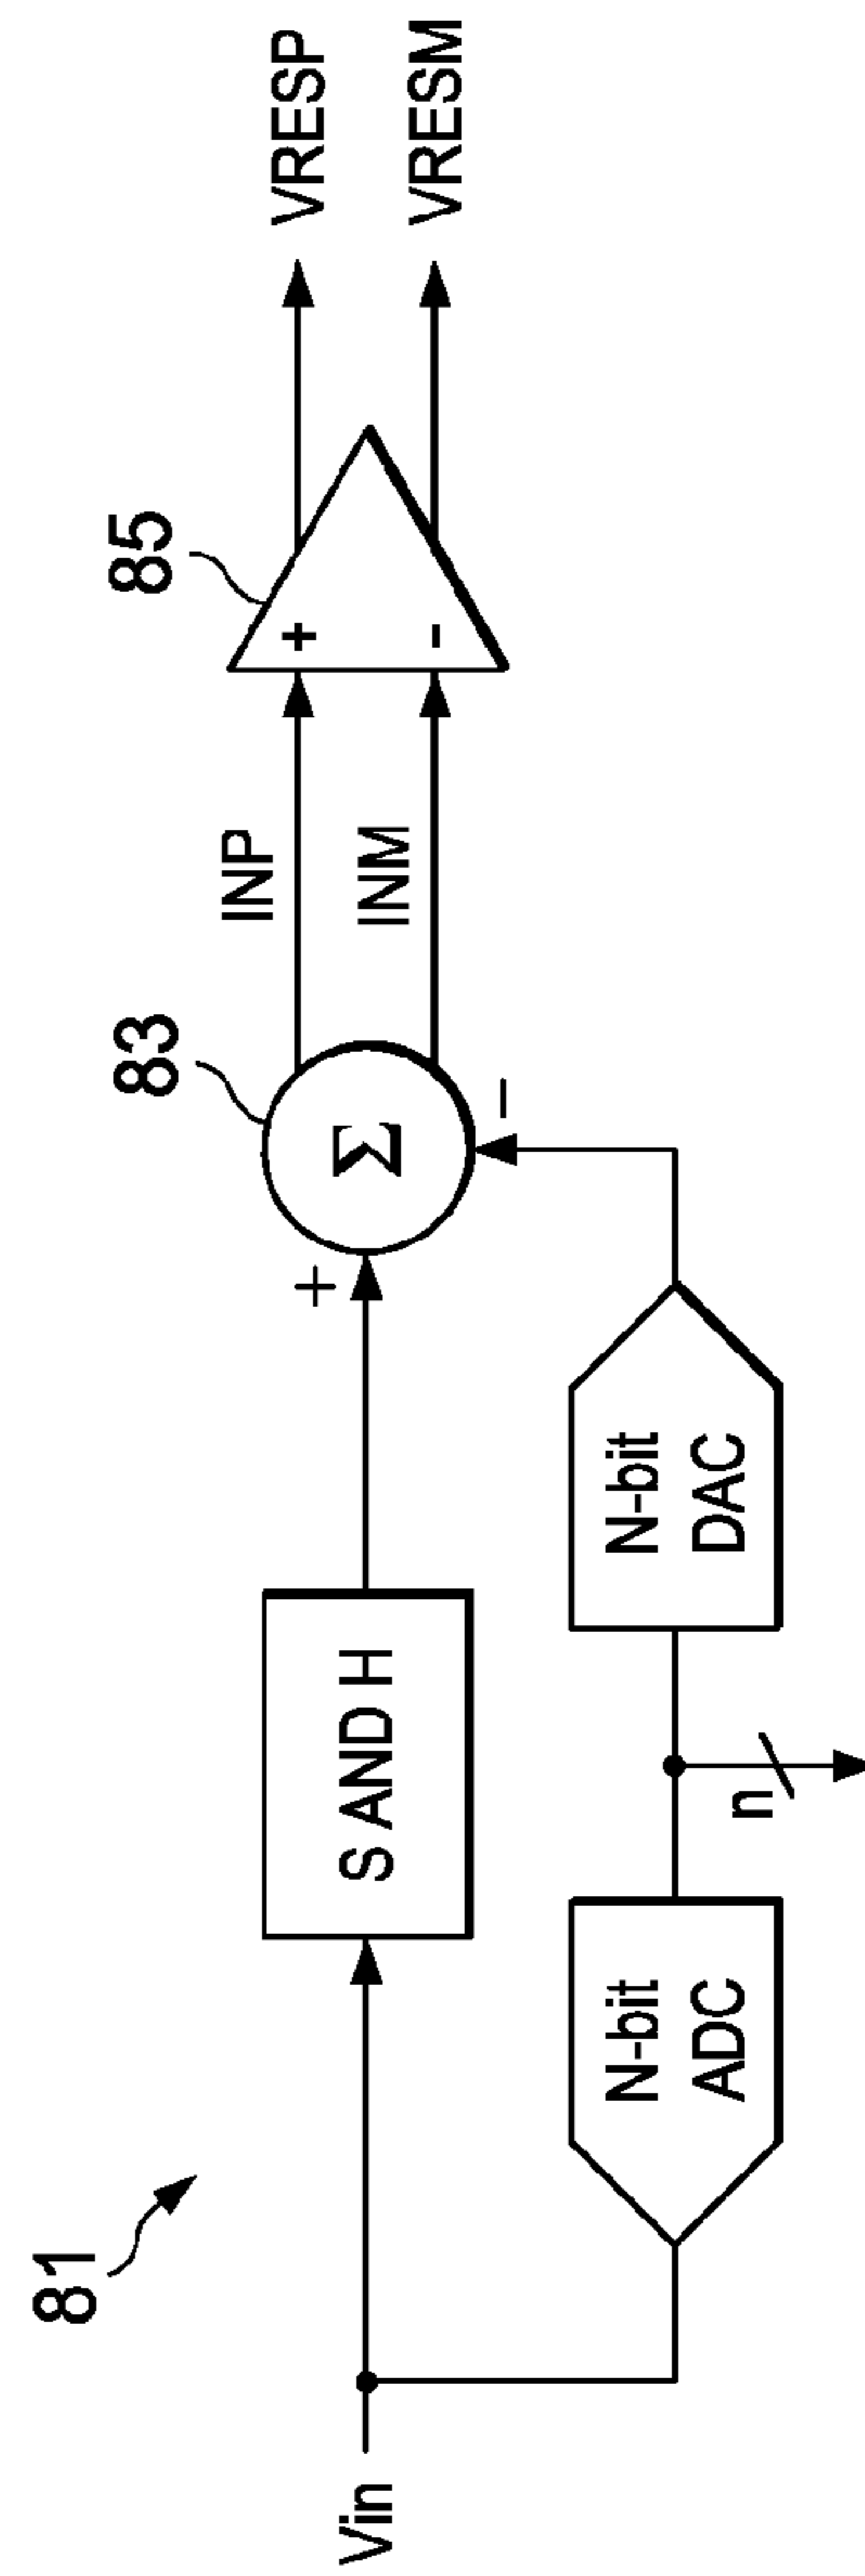 81
Vin
S AND H
+
Σ
83
INP
INM
+
-
85
VRESP
VRESM
N-bit
ADC
n
N-bit
DAC
−